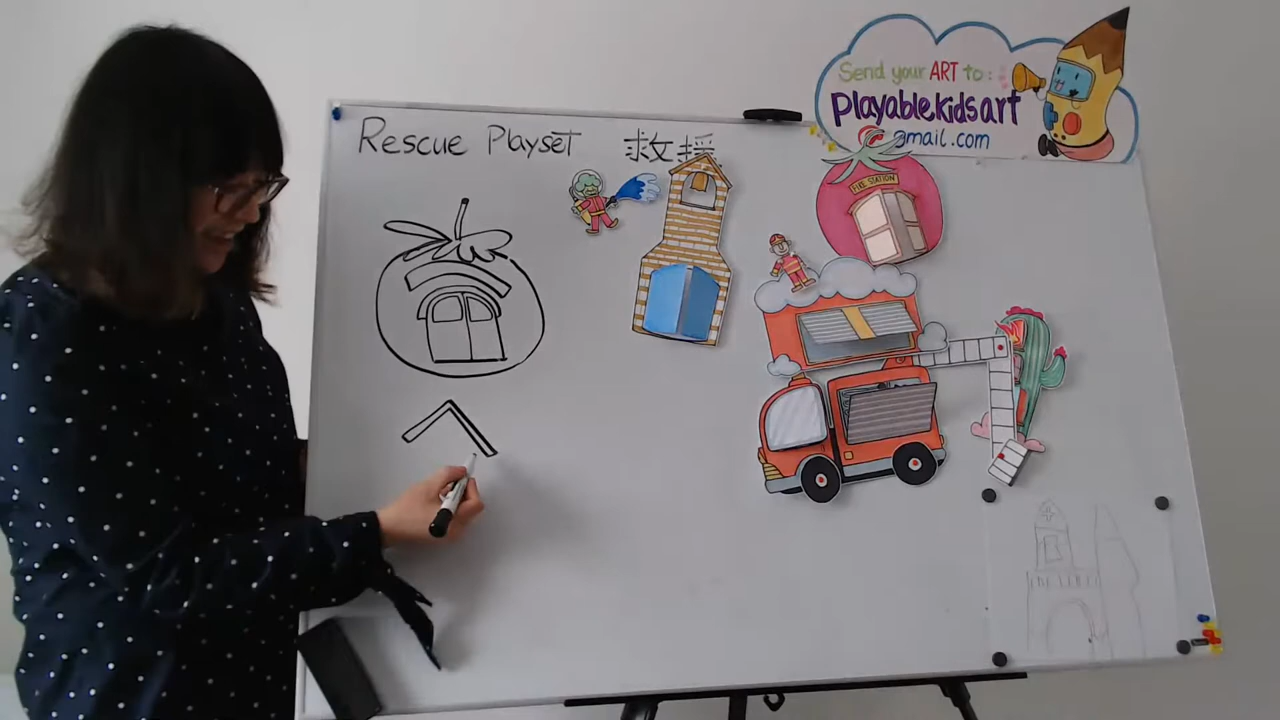 Rescue Playset 救援
Send your ART to:
Playablekidsart
@gmail.com
FIRE STATION